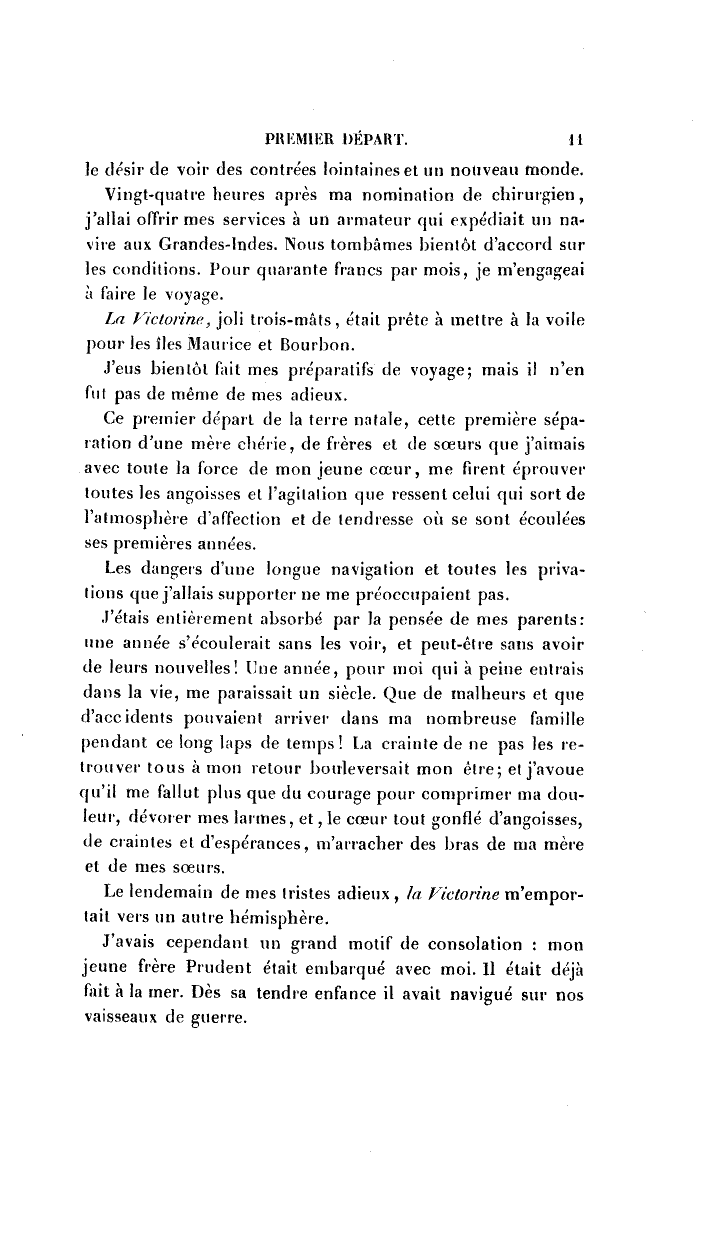 PREMIER DÉPART. 11
le désir de voir des contrées lointaines et un nouveau monde.
Vingt-quatre heures après ma nomination de chirurgien,
j'allai offrir mes services à un armateur qui expédiait un na-
vire aux Grandes-Indes. Nous tombâmes bientôt d'accord sur
les conditions. Pour quarante francs par mois, je m'engageai
à faire le voyage.
La Victorine, joli trois-mâts, était prête à mettre à la voile
pour les îles Maurice et Bourbon.
J'eus bientôt fait mes préparatifs de voyage; mais il n'en
fut pas de même de mes adieux.
Ce premier départ de la terre natale, cette première sépa-
ration d'une mère chérie, de frères et de sœurs que j'aimais
avec toute la force de mon jeune cœur, me firent éprouver
toutes les angoisses et l'agitation que ressent celui qui sort de
l'atmosphère d'affection et de tendresse où se sont écoulées
ses premières années.
Les dangers d'une longue navigation et toutes les priva-
tions que j'allais supporter ne me préoccupaient pas.
J'étais entièrement absorbé par la pensée de mes parents:
une année s'écoulerait sans les voir, et peut-être sans avoir
de leurs nouvelles! Une année, pour moi qui à peine entrais
dans la vie, me paraissait un siècle. Que de malheurs et que
d'accidents pouvaient arriver dans ma nombreuse famille
pendant ce long laps de temps! La crainte de ne pas les re-
trouver tous à mon retour bouleversait mon être; et j'avoue
qu'il me fallut plus que du courage pour comprimer ma dou-
leur, dévorer mes larmes, et, le cœur tout gonflé d'angoisses,
de craintes et d'espérances, m'arracher des bras de ma mère
et de mes sœurs.
Le lendemain de mes tristes adieux, la Victorine m'empor-
tait vers un autre hémisphère.
J'avais cependant un grand motif de consolation : mon
jeune frère Prudent était embarqué avec moi. Il était déjà
fait à la mer. Dès sa tendre enfance il avait navigué sur nos
vaisseaux de guerre.